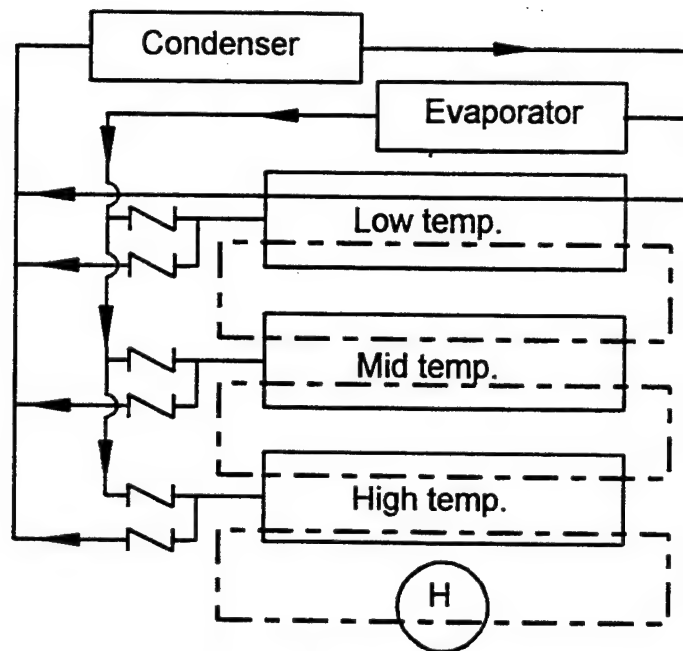 Condenser
Evaporator
Low temp.
Mid temp.
High temp.
H